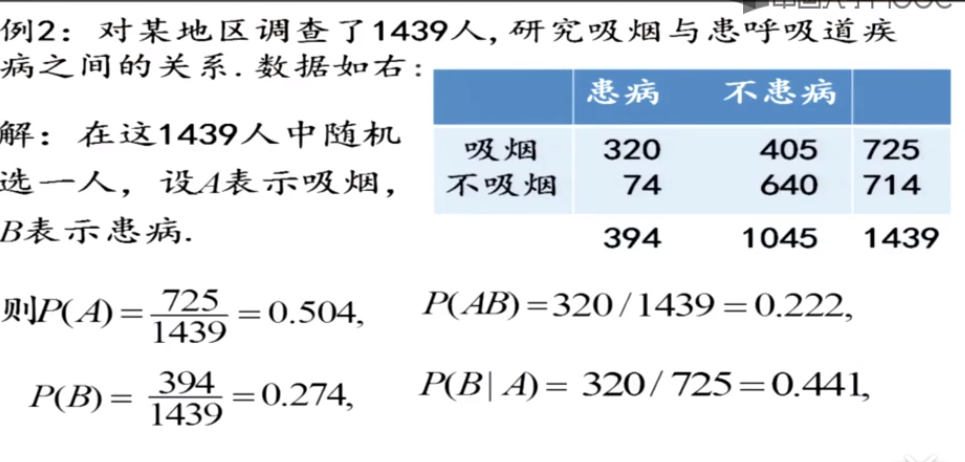 例2：对某地区调查了1439人,研究吸烟与患呼吸道疾
病之间的关系.数据如右：
患病 不患病
吸烟 320 405 725
不吸烟 74 640 714
394 1045 1439
解：在这1439人中随机
选一人，设A表示吸烟，
B表示患病.
则P(A)=725/1439=0.504, P(AB)=320/1439=0.222,
P(B)=394/1439=0.274, P(B|A)=320/725=0.441,